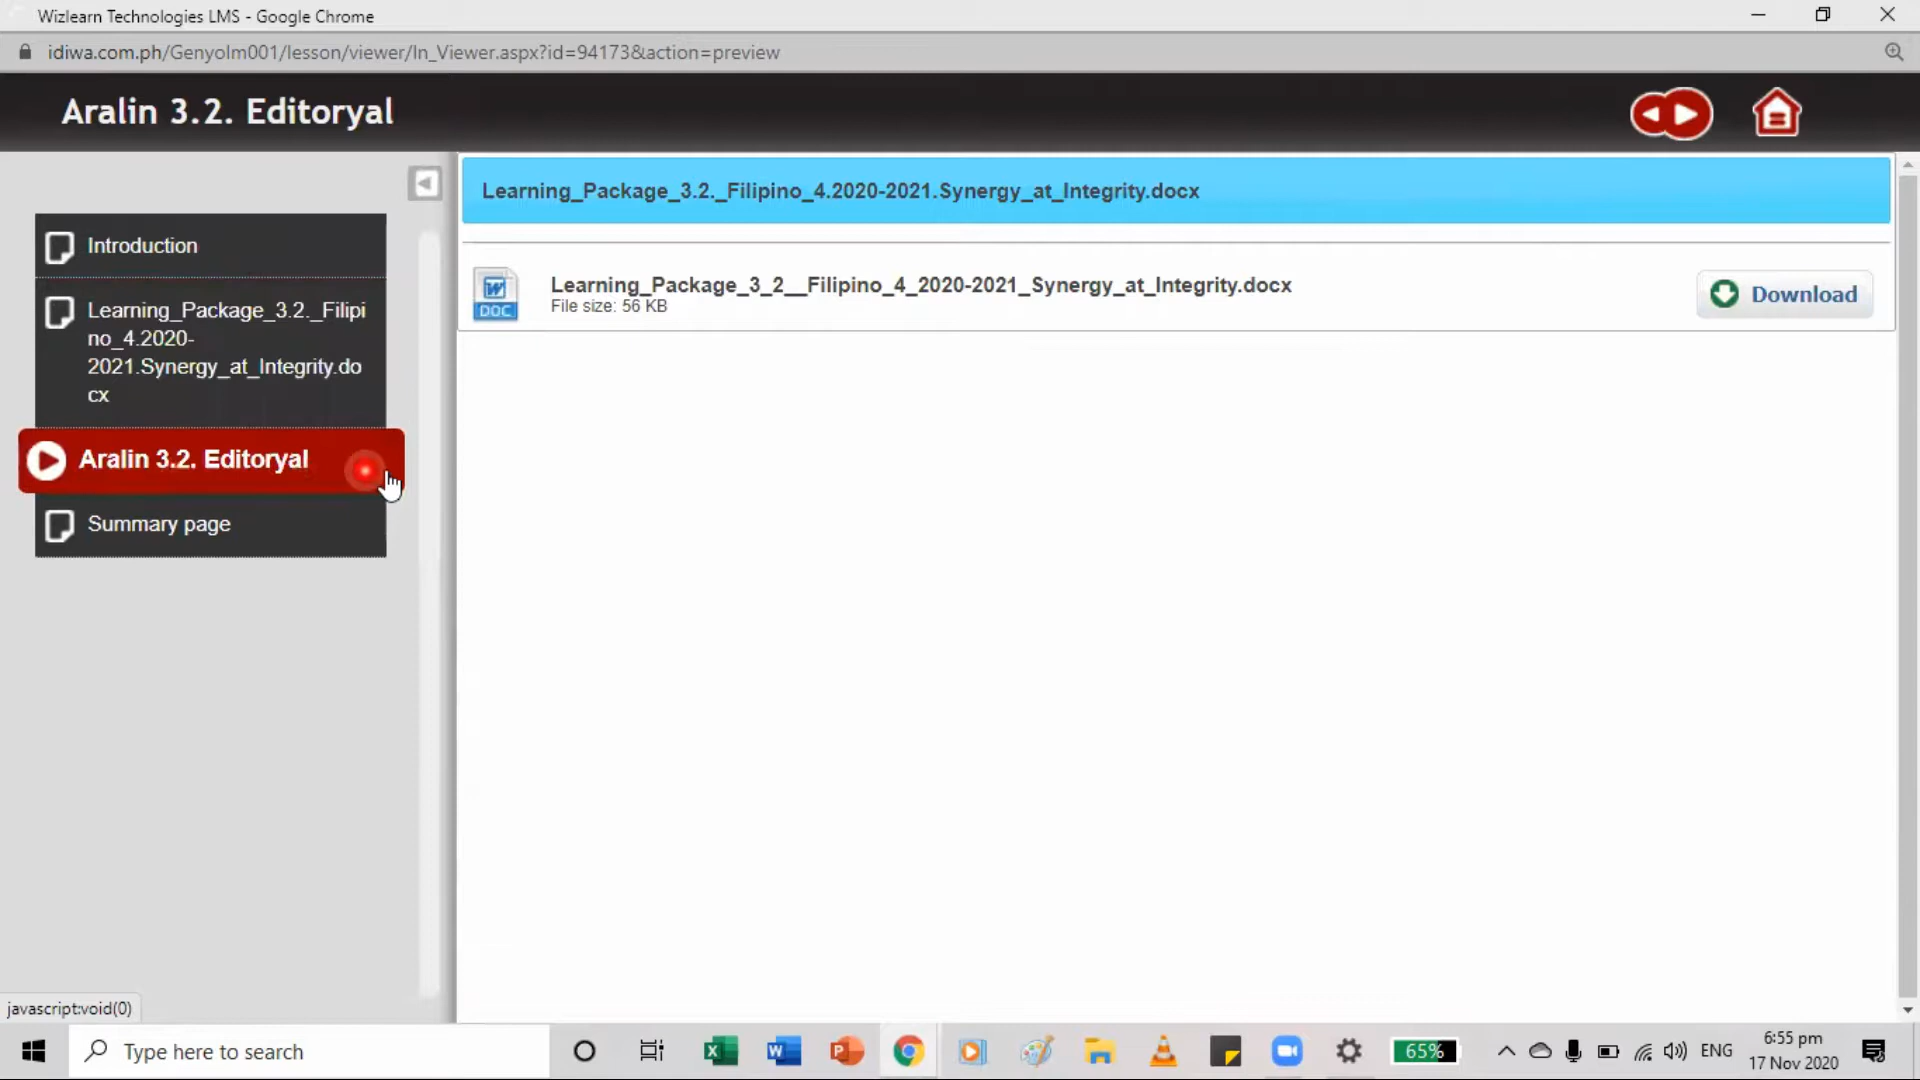 Wizlearn Technologies LMS - Google Chrome
idiwa.com.ph/Genyolm001/lesson/viewer/ln_Viewer.aspx?id=94173&action=preview
Aralin 3.2. Editoryal
Learning_Package_3.2._Filipino_4.2020-2021.Synergy_at_Integrity.docx
Learning_Package_3_2__Filipino_4_2020-2021_Synergy_at_Integrity.docx
File size: 56 KB
DOC
Download
Introduction
Learning_Package_3.2._Filipi
no_4.2020-
2021.Synergy_at_Integrity.do
cx
Aralin 3.2. Editoryal
Summary page
javascript:void(0)
Type here to search
65%
ENG
6:55 pm
17 Nov 2020